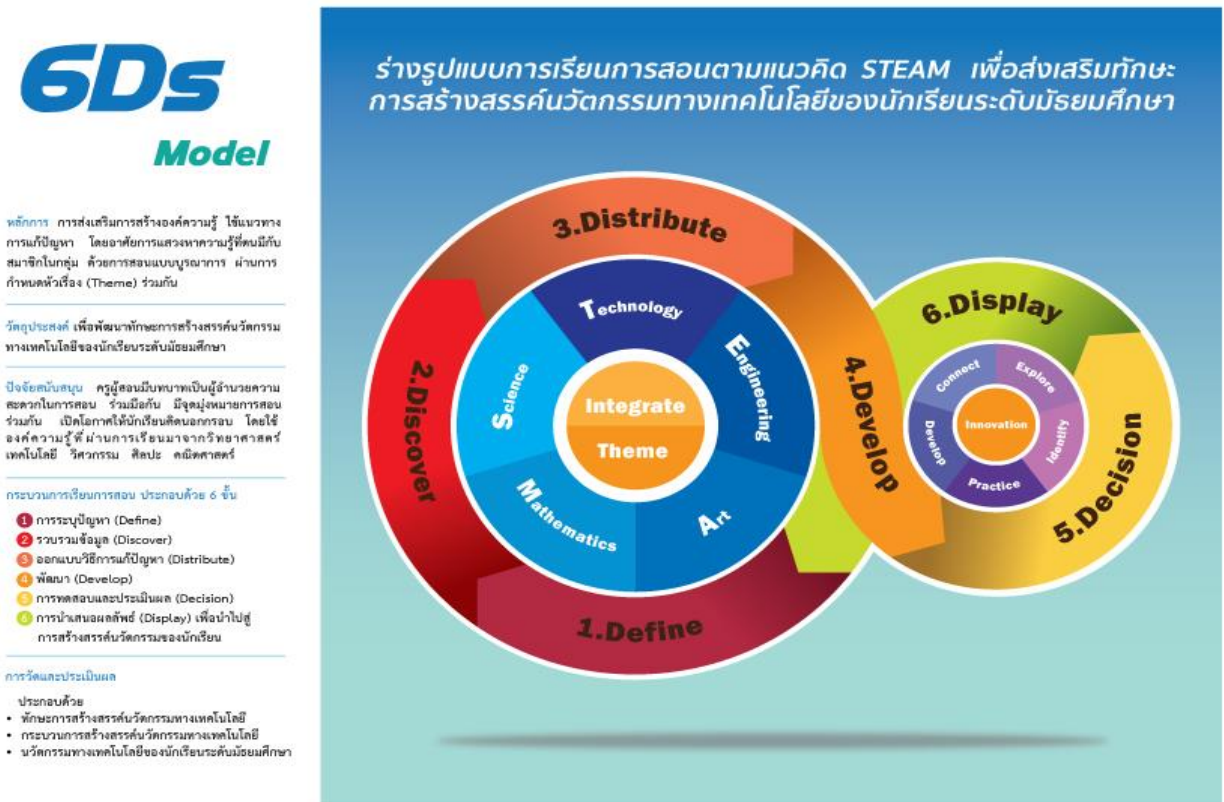 6Ds
Model
หลักการ การส่งเสริมการสร้างองค์ความรู้ ใช้แนวทาง
การแก้ปัญหา โดยอาศัยการแสวงหาความรู้ที่ตนมีกับ
สมาชิกในกลุ่ม ด้วยการสอนแบบบูรณาการ ผ่านการ
กำหนดหัวเรื่อง (Theme) ร่วมกัน
วัตถุประสงค์ เพื่อพัฒนาทักษะการสร้างสรรค์นวัตกรรม
ทางเทคโนโลยีของนักเรียนระดับมัธยมศึกษา
ปัจจัยสนับสนุน ครูผู้สอนมีบทบาทเป็นผู้อำนวยความ
สะดวกในการสอน ร่วมมือกัน มีจุดมุ่งหมายการสอน
ร่วมกัน เปิดโอกาสให้นักเรียนคิดนอกกรอบ โดยใช้
องค์ความรู้ที่ผ่านการเรียนมาจากวิทยาศาสตร์
เทคโนโลยี วิศวกรรม ศิลปะ คณิตศาสตร์
กระบวนการเรียนการสอน ประกอบด้วย 6 ขั้น
1 การระบุปัญหา (Define)
2 รวบรวมข้อมูล (Discover)
3 ออกแบบวิธีการแก้ปัญหา (Distribute)
4 พัฒนา (Develop)
5 การทดสอบและประเมินผล (Decision)
6 การนำเสนอผลลัพธ์ (Display) เพื่อนำไปสู่
การสร้างสรรค์นวัตกรรมของนักเรียน
การวัดและประเมินผล
ประกอบด้วย
• ทักษะการสร้างสรรค์นวัตกรรมทางเทคโนโลยี
• กระบวนการสร้างสรรค์นวัตกรรมทางเทคโนโลยี
• นวัตกรรมทางเทคโนโลยีของนักเรียนระดับมัธยมศึกษา
ร่างรูปแบบการเรียนการสอนตามแนวคิด STEAM เพื่อส่งเสริมทักษะ
การสร้างสรรค์นวัตกรรมทางเทคโนโลยีของนักเรียนระดับมัธยมศึกษา
1.Define
2.Discover
3.Distribute
4.Develop
5.Decision
6.Display
Science
Technology
Engineering
Art
Mathematics
Integrate
Theme
Connect
Explore
Identity
Practice
Develop
Innovation